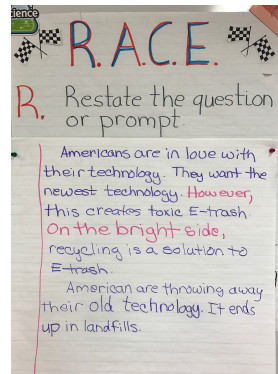 cience
R.A.C.E.
R. Restate the question
or prompt.
Americans are in love with
their technology. They want the
newest technology. However,
this creates toxic E-trash.
On the bright side,
recycling is a solution to
E-trash.
American are throwing away
their old technology. It ends
up in landfills.